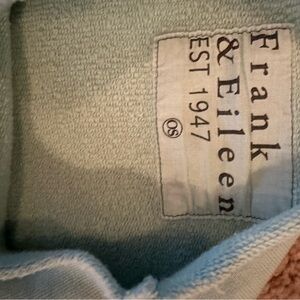 Frank
& Eileen
EST 1947
OS